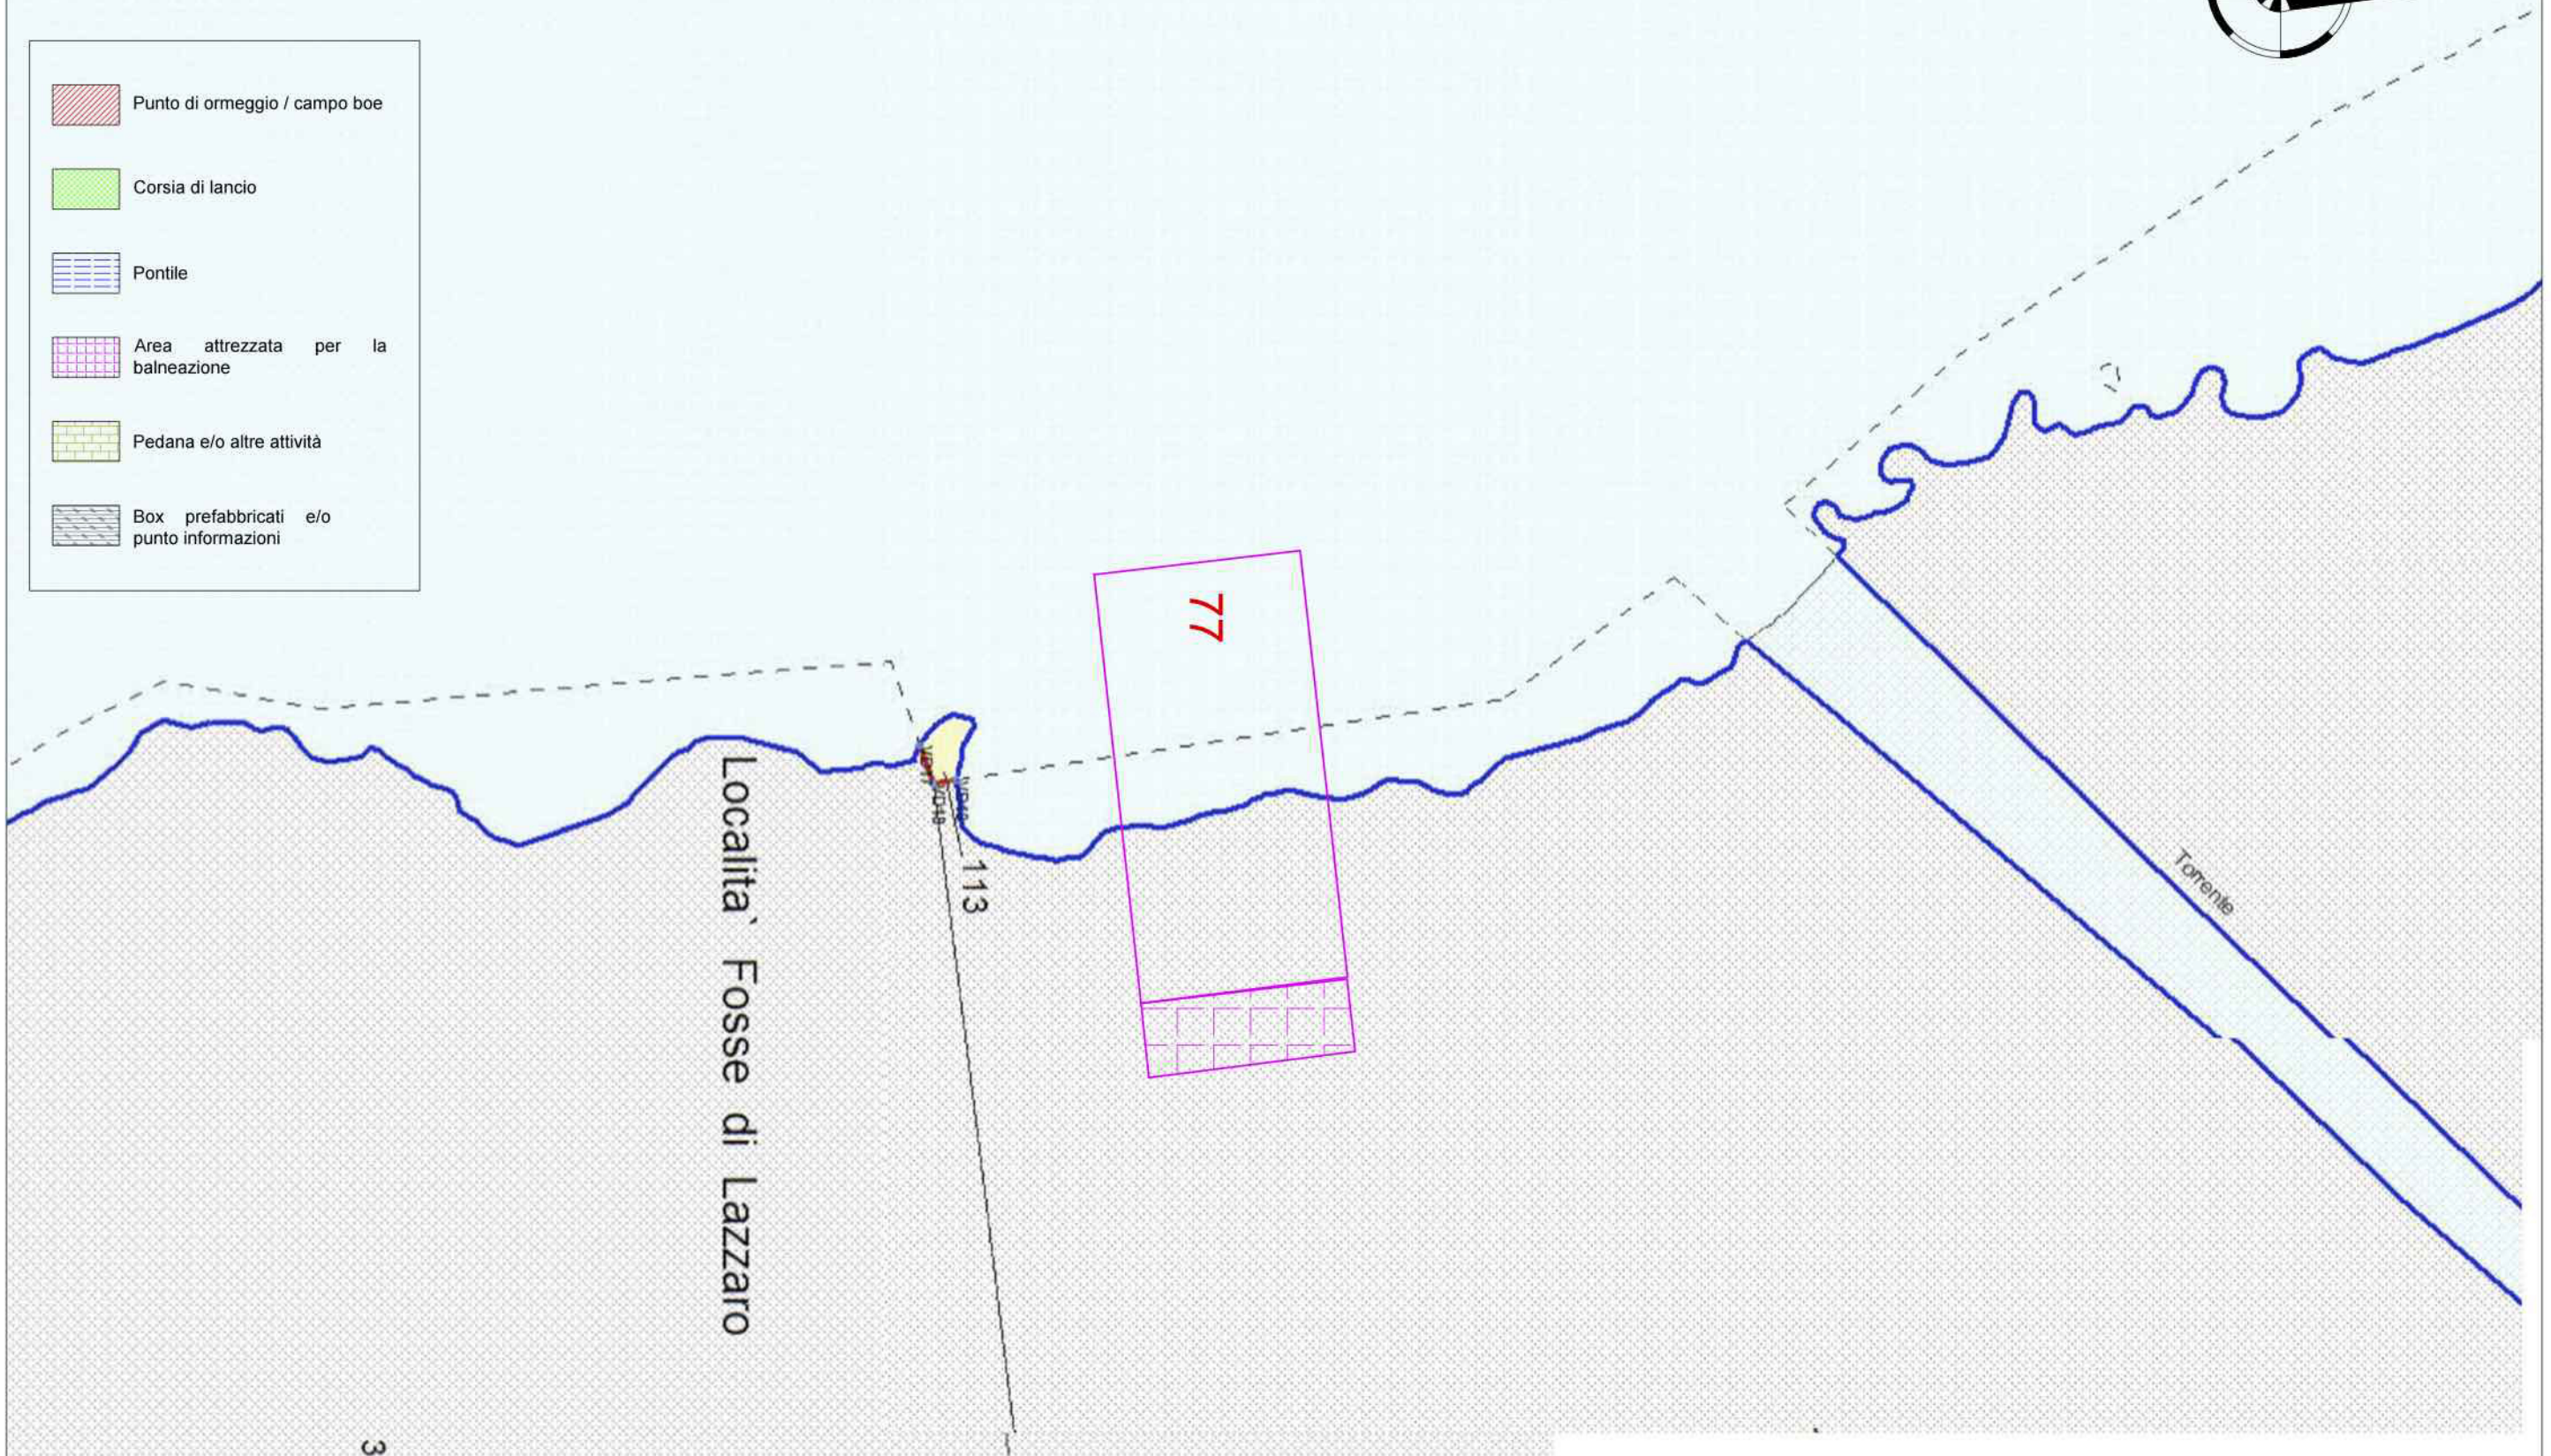 Punto di ormeggio / campo boe
Corsia di lancio
Pontile
Area attrezzata per la
balneazione
Pedana e/o altre attività
Box prefabbricati e/o
punto informazioni
77
113
Localita` Fosse di Lazzaro
Torrente
3